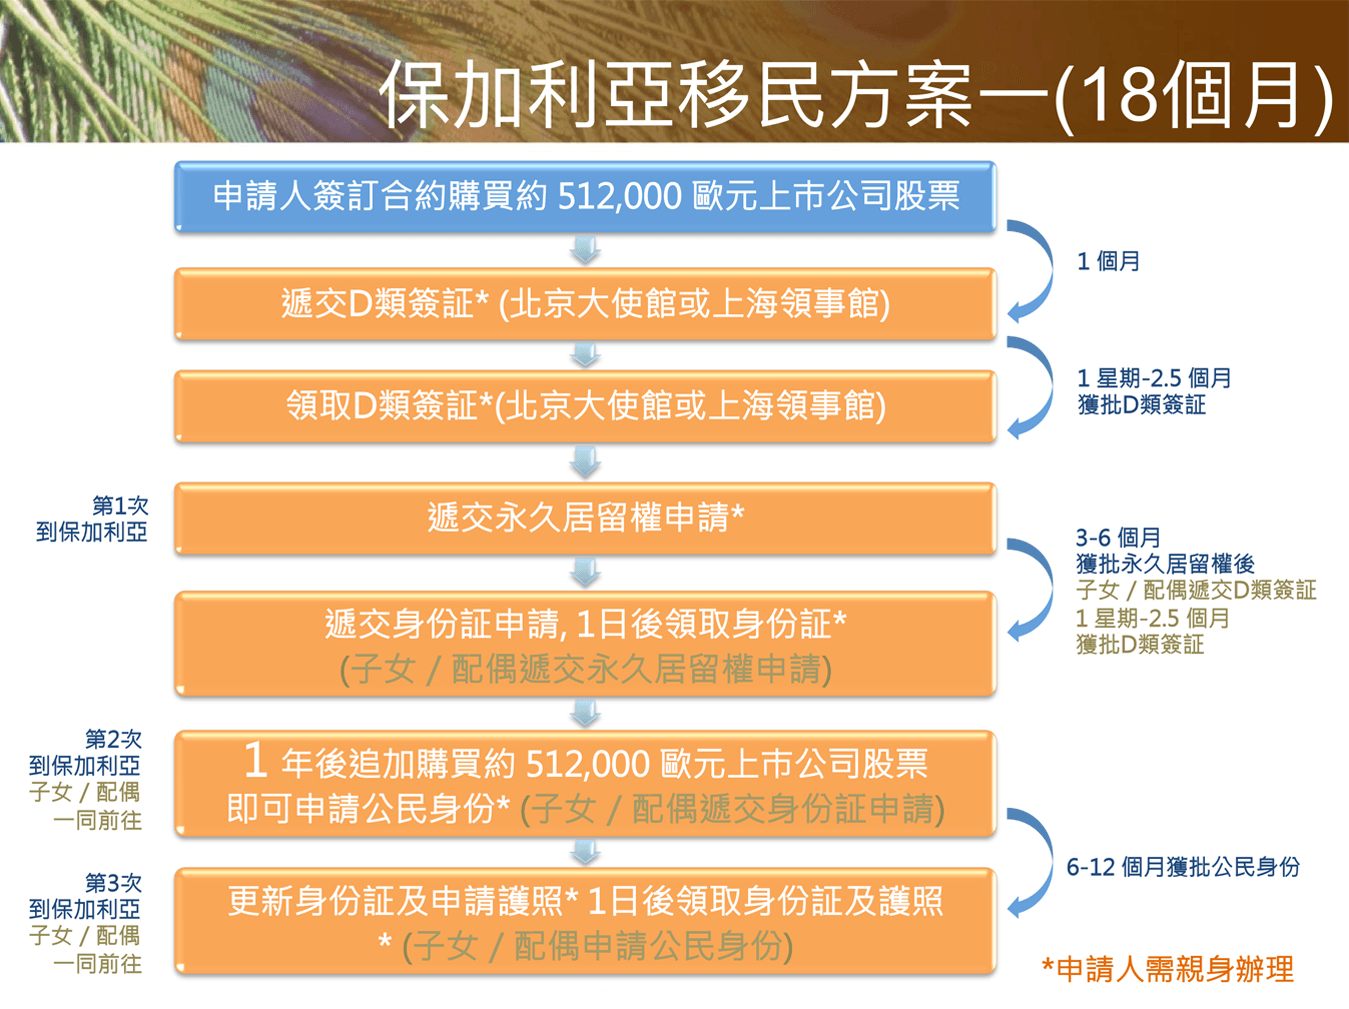 保加利亞移民方案一(18個月)
申請人簽訂合約購買約 512,000 歐元上市公司股票
1 個月
遞交D類簽証* (北京大使館或上海領事館)
1 星期-2.5 個月
獲批D類簽証
領取D類簽証*(北京大使館或上海領事館)
第1次
到保加利亞
遞交永久居留權申請*
3-6 個月
獲批永久居留權後
子女 / 配偶遞交D類簽証
1 星期-2.5 個月
獲批D類簽証
遞交身份証申請, 1日後領取身份証*
(子女 / 配偶遞交永久居留權申請)
第2次
到保加利亞
子女 / 配偶
一同前往
1 年後追加購買約 512,000 歐元上市公司股票
即可申請公民身份* (子女 / 配偶遞交身份証申請)
6-12 個月獲批公民身份
第3次
到保加利亞
子女 / 配偶
一同前往
更新身份証及申請護照* 1日後領取身份証及護照
* (子女 / 配偶申請公民身份)
*申請人需親身辦理